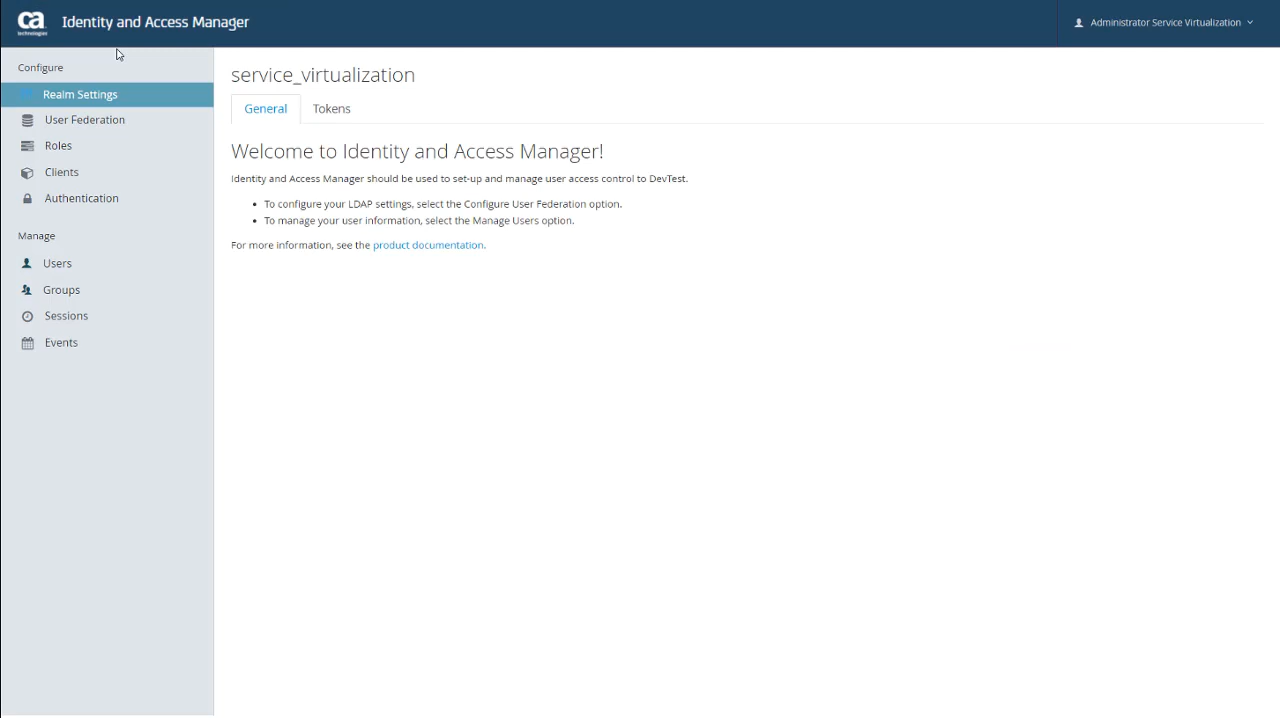 ca
technologies
Identity and Access Manager
Administrator Service Virtualization
Configure
Realm Settings
User Federation
Roles
Clients
Authentication
Manage
Users
Groups
Sessions
Events
service_virtualization
General Tokens
Welcome to Identity and Access Manager!
Identity and Access Manager should be used to set-up and manage user access control to DevTest.
• To configure your LDAP settings, select the Configure User Federation option.
• To manage your user information, select the Manage Users option.
For more information, see the product documentation.